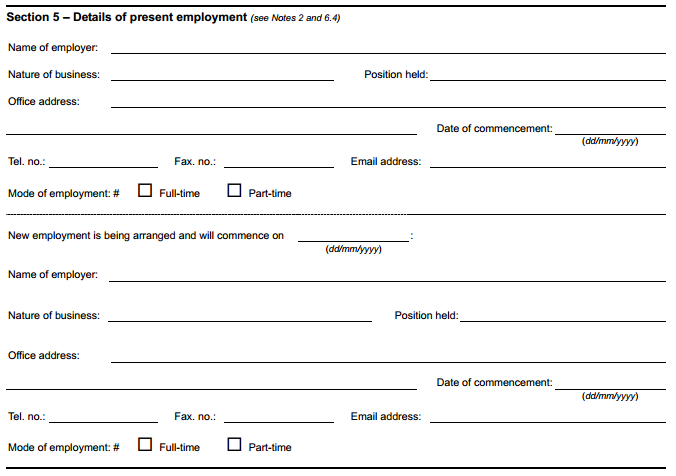 Section 5 – Details of present employment (see Notes 2 and 6.4)
Name of employer:
Nature of business: Position held:
Office address:
Date of commencement:
(dd/mm/yyyy)
Tel. no.: Fax. no.: Email address:
Mode of employment: # Full-time Part-time
New employment is being arranged and will commence on :
(dd/mm/yyyy)
Name of employer:
Nature of business: Position held:
Office address:
Date of commencement:
(dd/mm/yyyy)
Tel. no.: Fax. no.: Email address:
Mode of employment: # Full-time Part-time